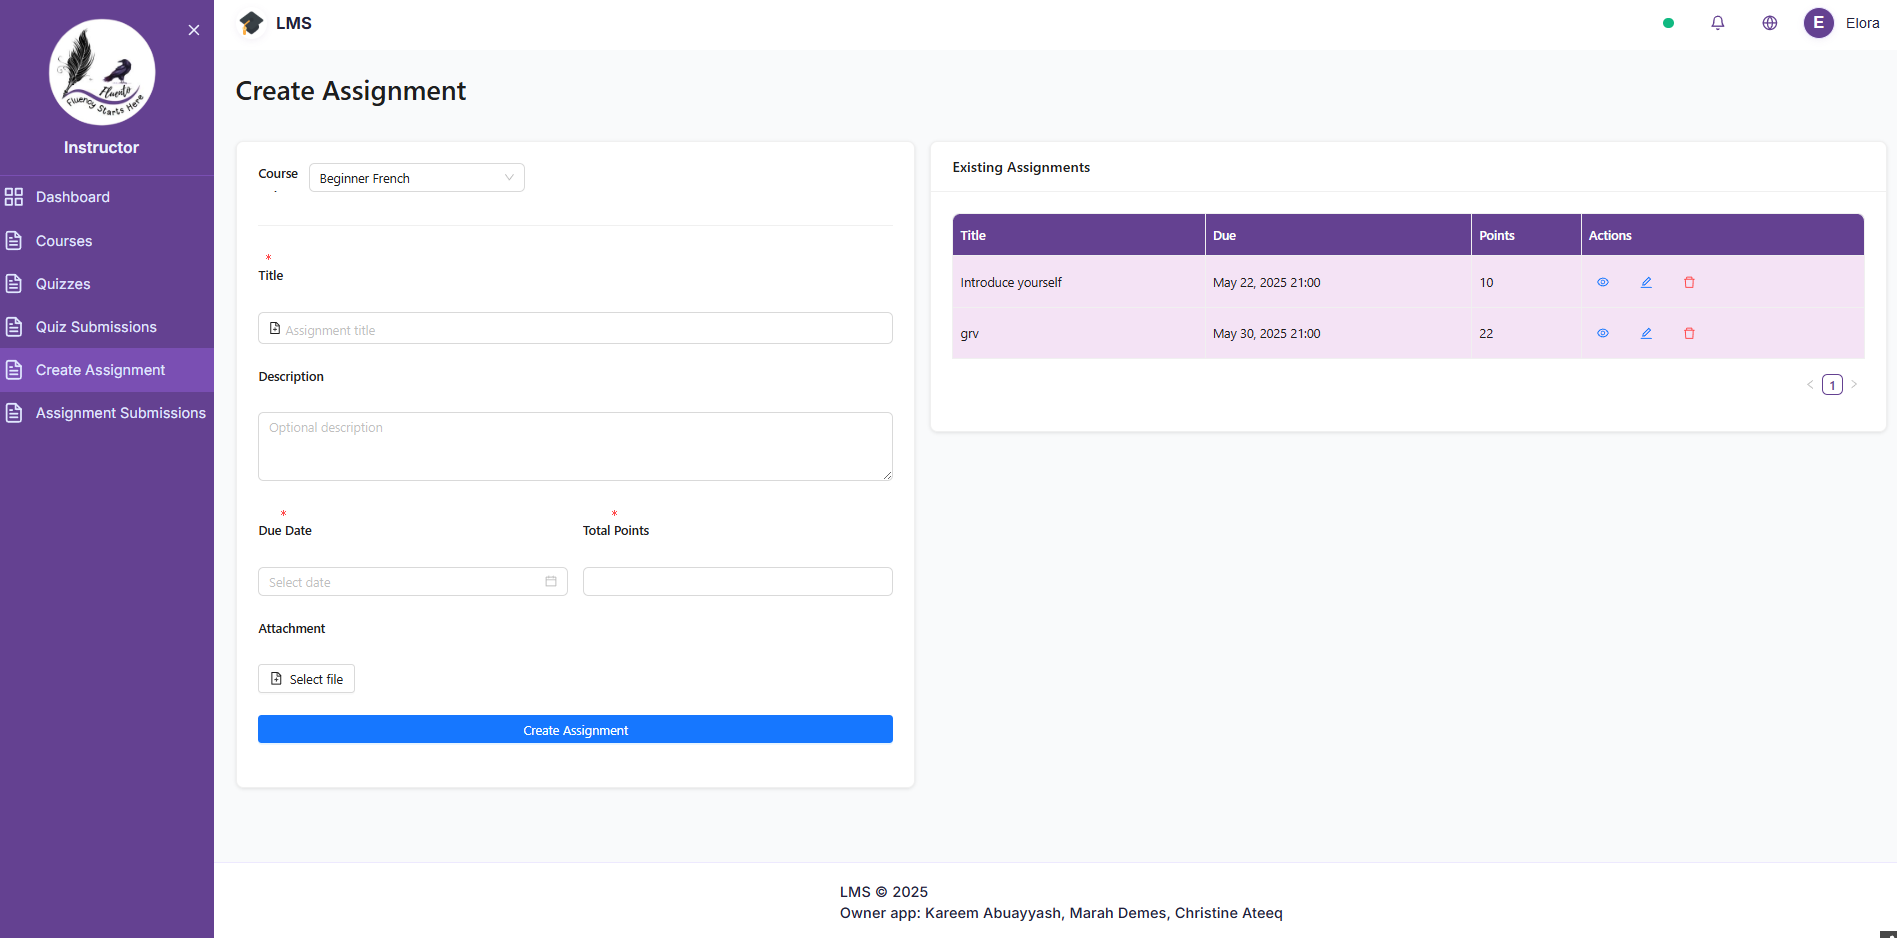 Fluento
Fluency Starts Here
Instructor
Dashboard
Courses
Quizzes
Quiz Submissions
Create Assignment
Assignment Submissions
LMS
E
Elora
Create Assignment
Course
Beginner French
*
Title
Assignment title
Description
Optional description
*
Due Date
*
Total Points
Select date
Attachment
Select file
Create Assignment
Existing Assignments
Title Due Points Actions
Introduce yourself May 22, 2025 21:00 10
grv May 30, 2025 21:00 22
< 1 >
LMS © 2025
Owner app: Kareem Abuayyash, Marah Demes, Christine Ateeq